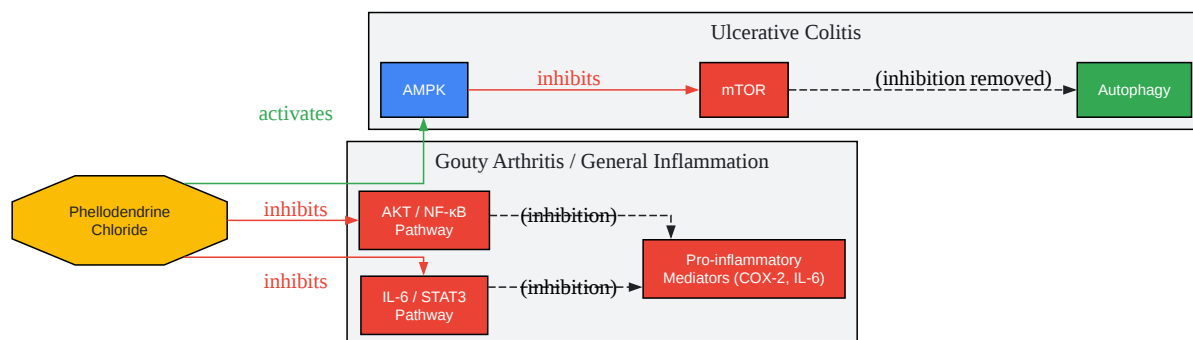 Ulcerative Colitis
AMPK
inhibits
mTOR
(inhibition removed)
Autophagy
activates
Gouty Arthritis / General Inflammation
Phellodendrine
Chloride
inhibits
AKT / NF-κB
Pathway
(inhibition)
Pro-inflammatory
Mediators (COX-2, IL-6)
inhibits
IL-6 / STAT3
Pathway
(inhibition)